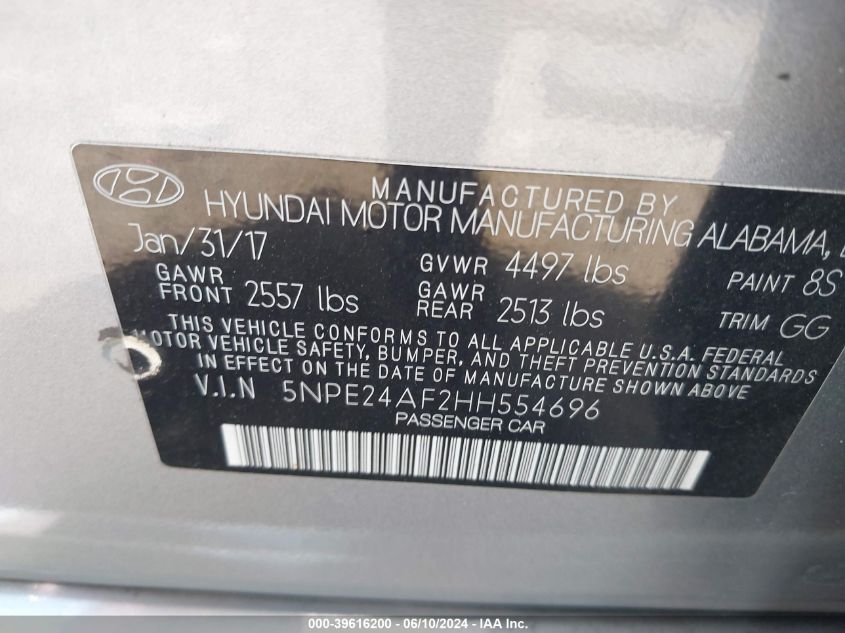 MANUFACTURED BY
HYUNDAI MOTOR MANUFACTURING ALABAMA,
Jan/31/17 GVWR 4497 lbs PAINT 8S
GAWR FRONT 2557 lbs GAWR REAR 2513 lbs TRIM GG
THIS VEHICLE CONFORMS TO ALL APPLICABLE U.S.A. FEDERAL
MOTOR VEHICLE SAFETY, BUMPER, AND THEFT PREVENTION STANDARDS
IN EFFECT ON THE DATE OF MANUFACTURE SHOWN ABOVE.
V.I.N 5NPE24AF2HH554696
PASSENGER CAR
000-39616200 - 06/10/2024 - IAA Inc.